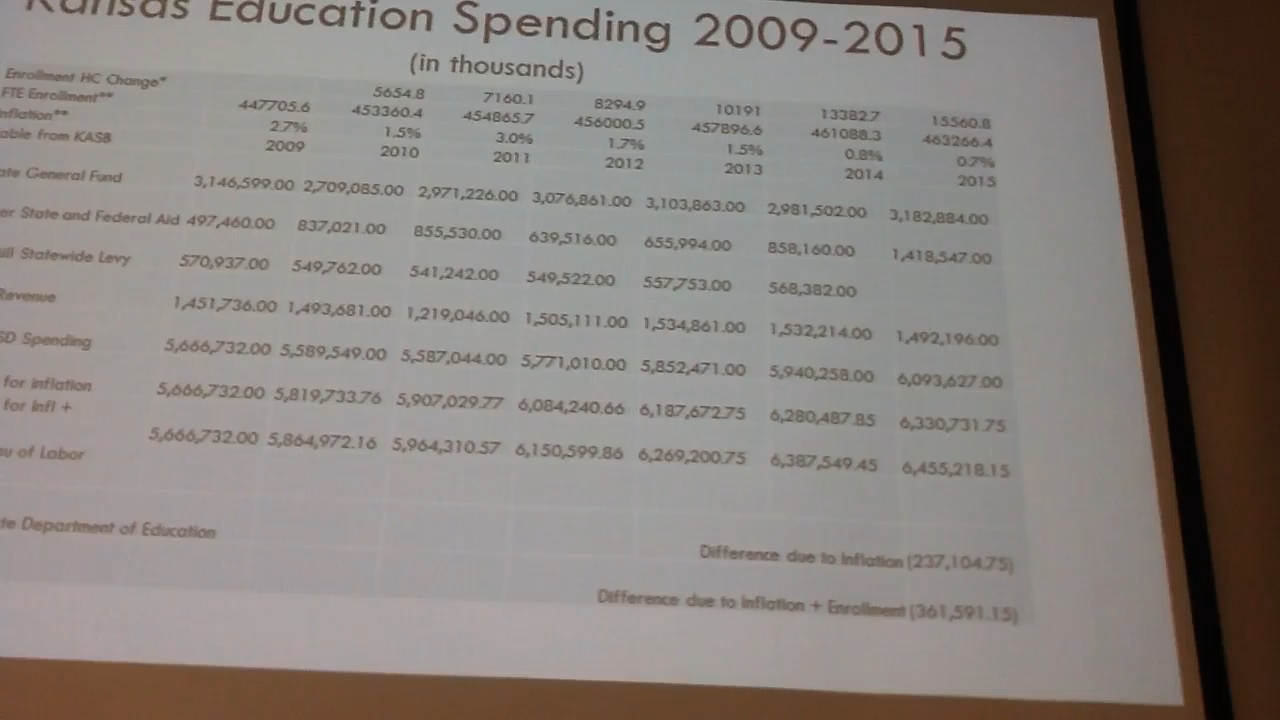 Kansas Education Spending 2009-2015
(in thousands)
Enrollment HC Change* 5654.8 7160.1 8294.9 10191 13382.7 15560.8
FTE Enrollment** 447705.6 453360.4 454865.7 456000.5 457896.6 461088.3 463266.4
Inflation** 2.7% 1.5% 3.0% 1.7% 1.5% 0.8% 0.7%
able from KASB 2009 2010 2011 2012 2013 2014 2015
ate General Fund 3,146,599.00 2,709,085.00 2,971,226.00 3,076,861.00 3,103,863.00 2,981,502.00 3,182,884.00
er State and Federal Aid 497,460.00 837,021.00 855,530.00 639,516.00 655,994.00 858,160.00 1,418,547.00
ill Statewide Levy 570,937.00 549,762.00 541,242.00 549,522.00 557,753.00 568,382.00
Revenue 1,451,736.00 1,493,681.00 1,219,046.00 1,505,111.00 1,534,861.00 1,532,214.00 1,492,196.00
SD Spending 5,666,732.00 5,589,549.00 5,587,044.00 5,771,010.00 5,852,471.00 5,940,258.00 6,093,627.00
for inflation 5,666,732.00 5,819,733.76 5,907,029.77 6,084,240.66 6,187,672.75 6,280,487.85 6,330,731.75
for Infl +
5,666,732.00 5,864,972.16 5,964,310.57 6,150,599.86 6,269,200.75 6,387,549.45 6,455,218.15
au of Labor
te Department of Education
Difference due to Inflation (237,104.75)
Difference due to Inflation + Enrollment (361,591.15)